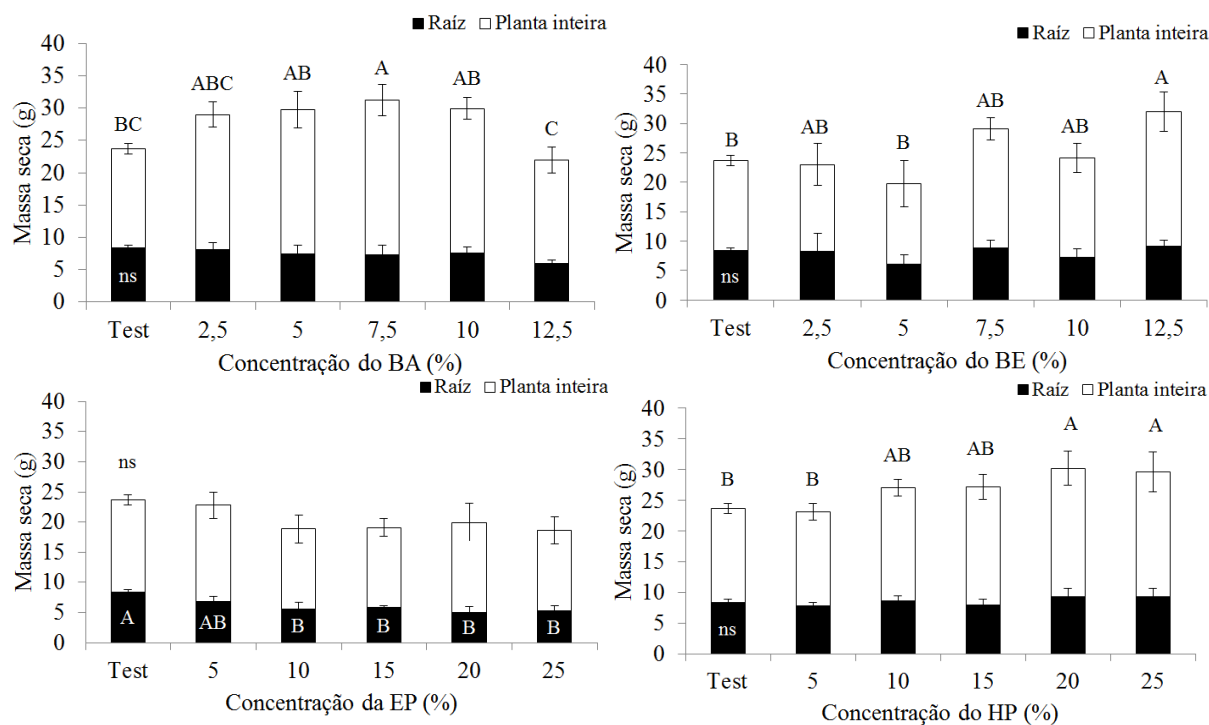 Raíz Planta inteira
Massa seca (g)
40
35
30
25
20
15
10
5
0
BC ABC AB A AB C
ns
Test 2,5 5 7,5 10 12,5
Concentração do BA (%)
Raíz Planta inteira
Massa seca (g)
40
35
30
25
20
15
10
5
0
B AB B AB AB A
ns
Test 2,5 5 7,5 10 12,5
Concentração do BE (%)
Raíz Planta inteira
Massa seca (g)
40
35
30
25
20
15
10
5
0
ns
A AB B B B B
Test 5 10 15 20 25
Concentração da EP (%)
Raíz Planta inteira
Massa seca (g)
40
35
30
25
20
15
10
5
0
B B AB AB A A
ns
Test 5 10 15 20 25
Concentração do HP (%)